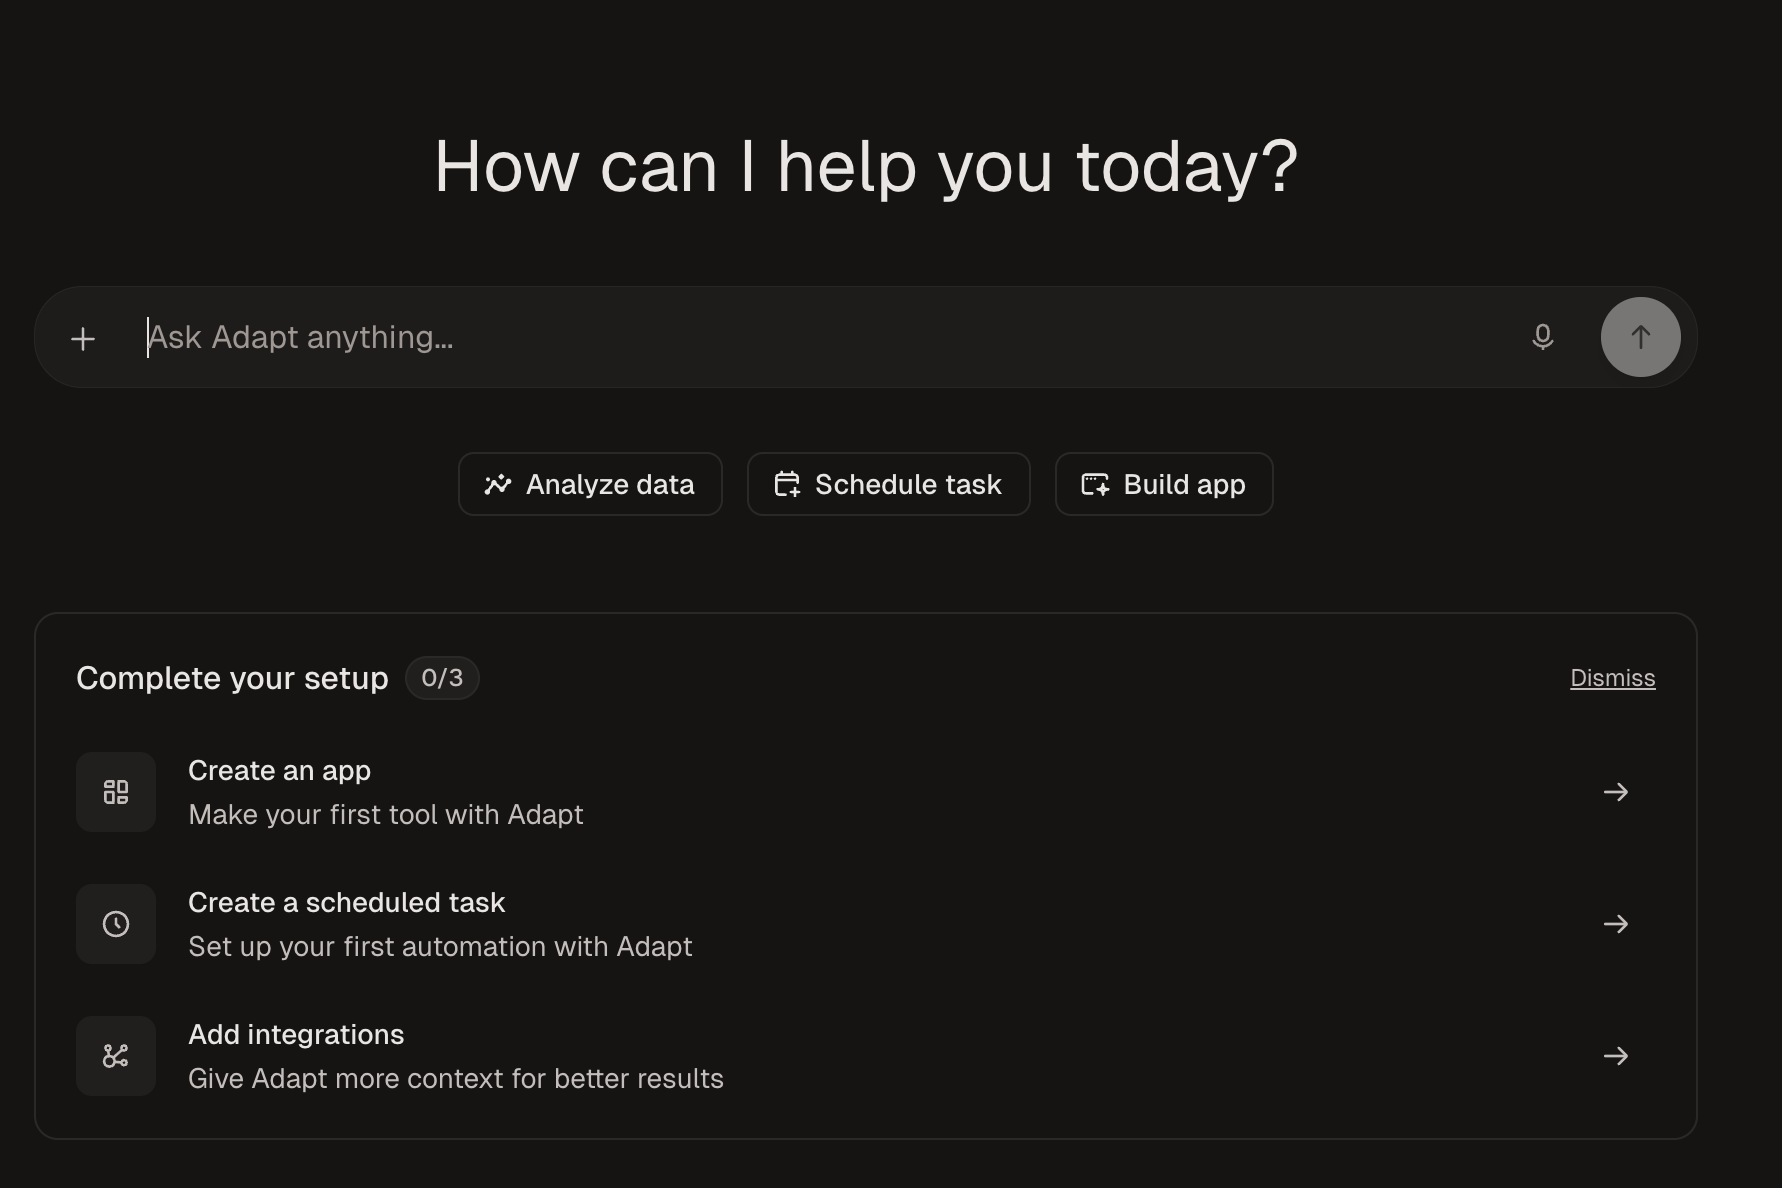 How can I help you today?
Ask Adapt anything...
Analyze data
Schedule task
Build app
Complete your setup
0/3
Dismiss
Create an app
Make your first tool with Adapt
Create a scheduled task
Set up your first automation with Adapt
Add integrations
Give Adapt more context for better results